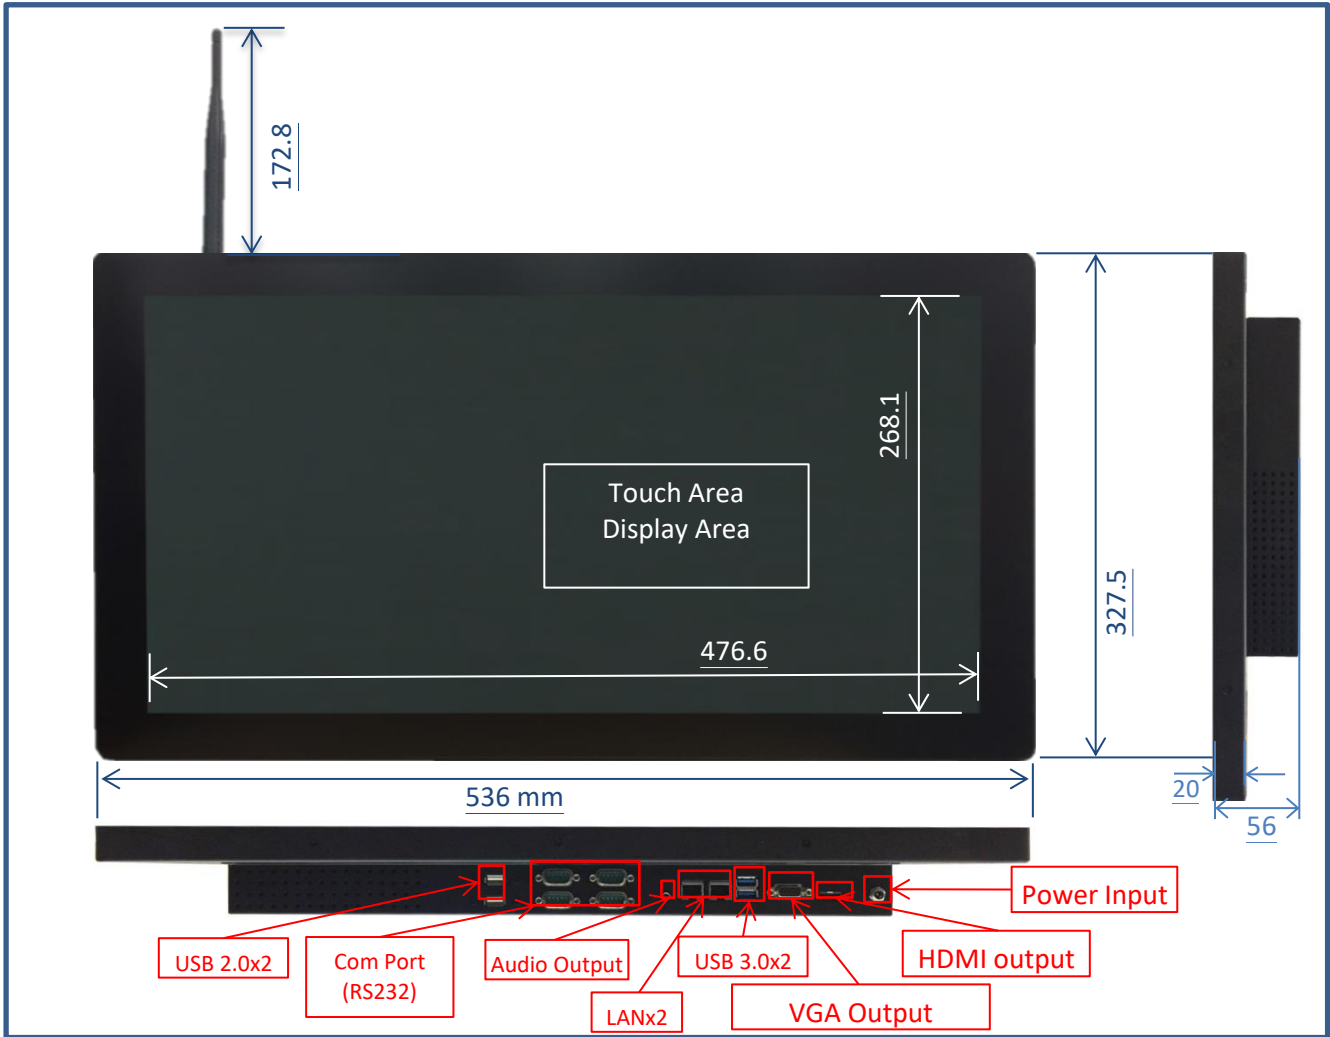 172.8
268.1
Touch Area
Display Area
327.5
476.6
20
536 mm
56
Power Input
USB 2.0x2
Com Port
(RS232)
Audio Output
USB 3.0x2
HDMI output
LANx2
VGA Output